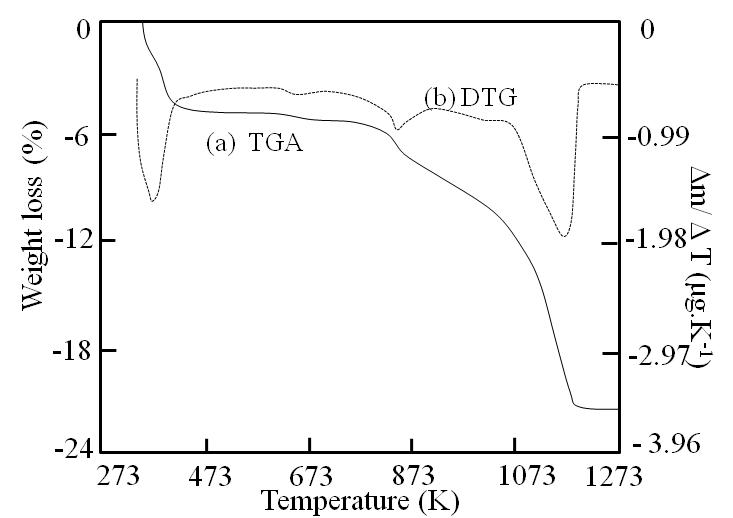 0
-6
-12
-18
-24
Weight loss (%)
(a) TGA
(b) DTG
0
-0.99
-1.98
-2.97
- 3.96
Δm/ Δ T (µg.K⁻¹)
273 473 673 873 1073 1273
Temperature (K)